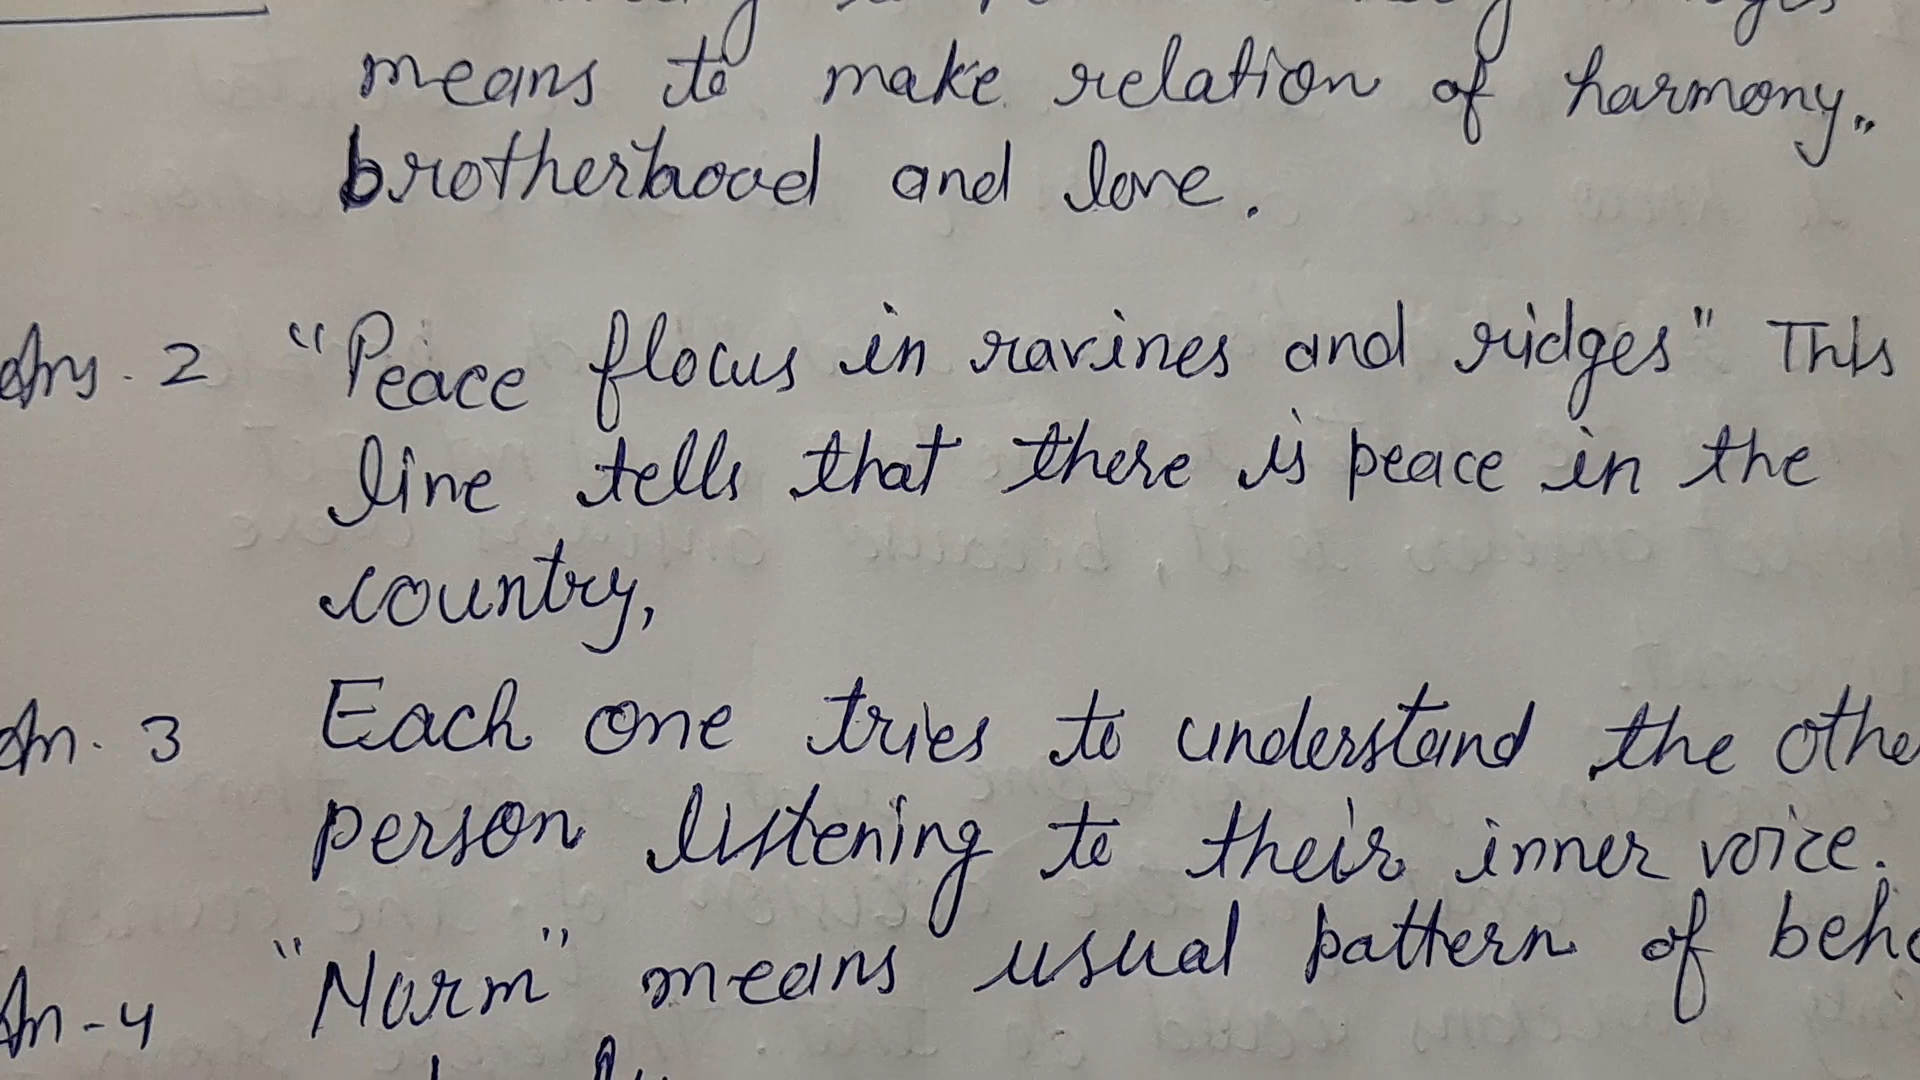 means to make relation of harmony,,
brotherhood and love.
Ans. 2 "Peace flows in ravines and ridges" This
line tells that there is peace in the
country,
An. 3 Each one tries to understand the othe
person listening to their inner voice.
An-4 "Norm" means usual pattern of beh